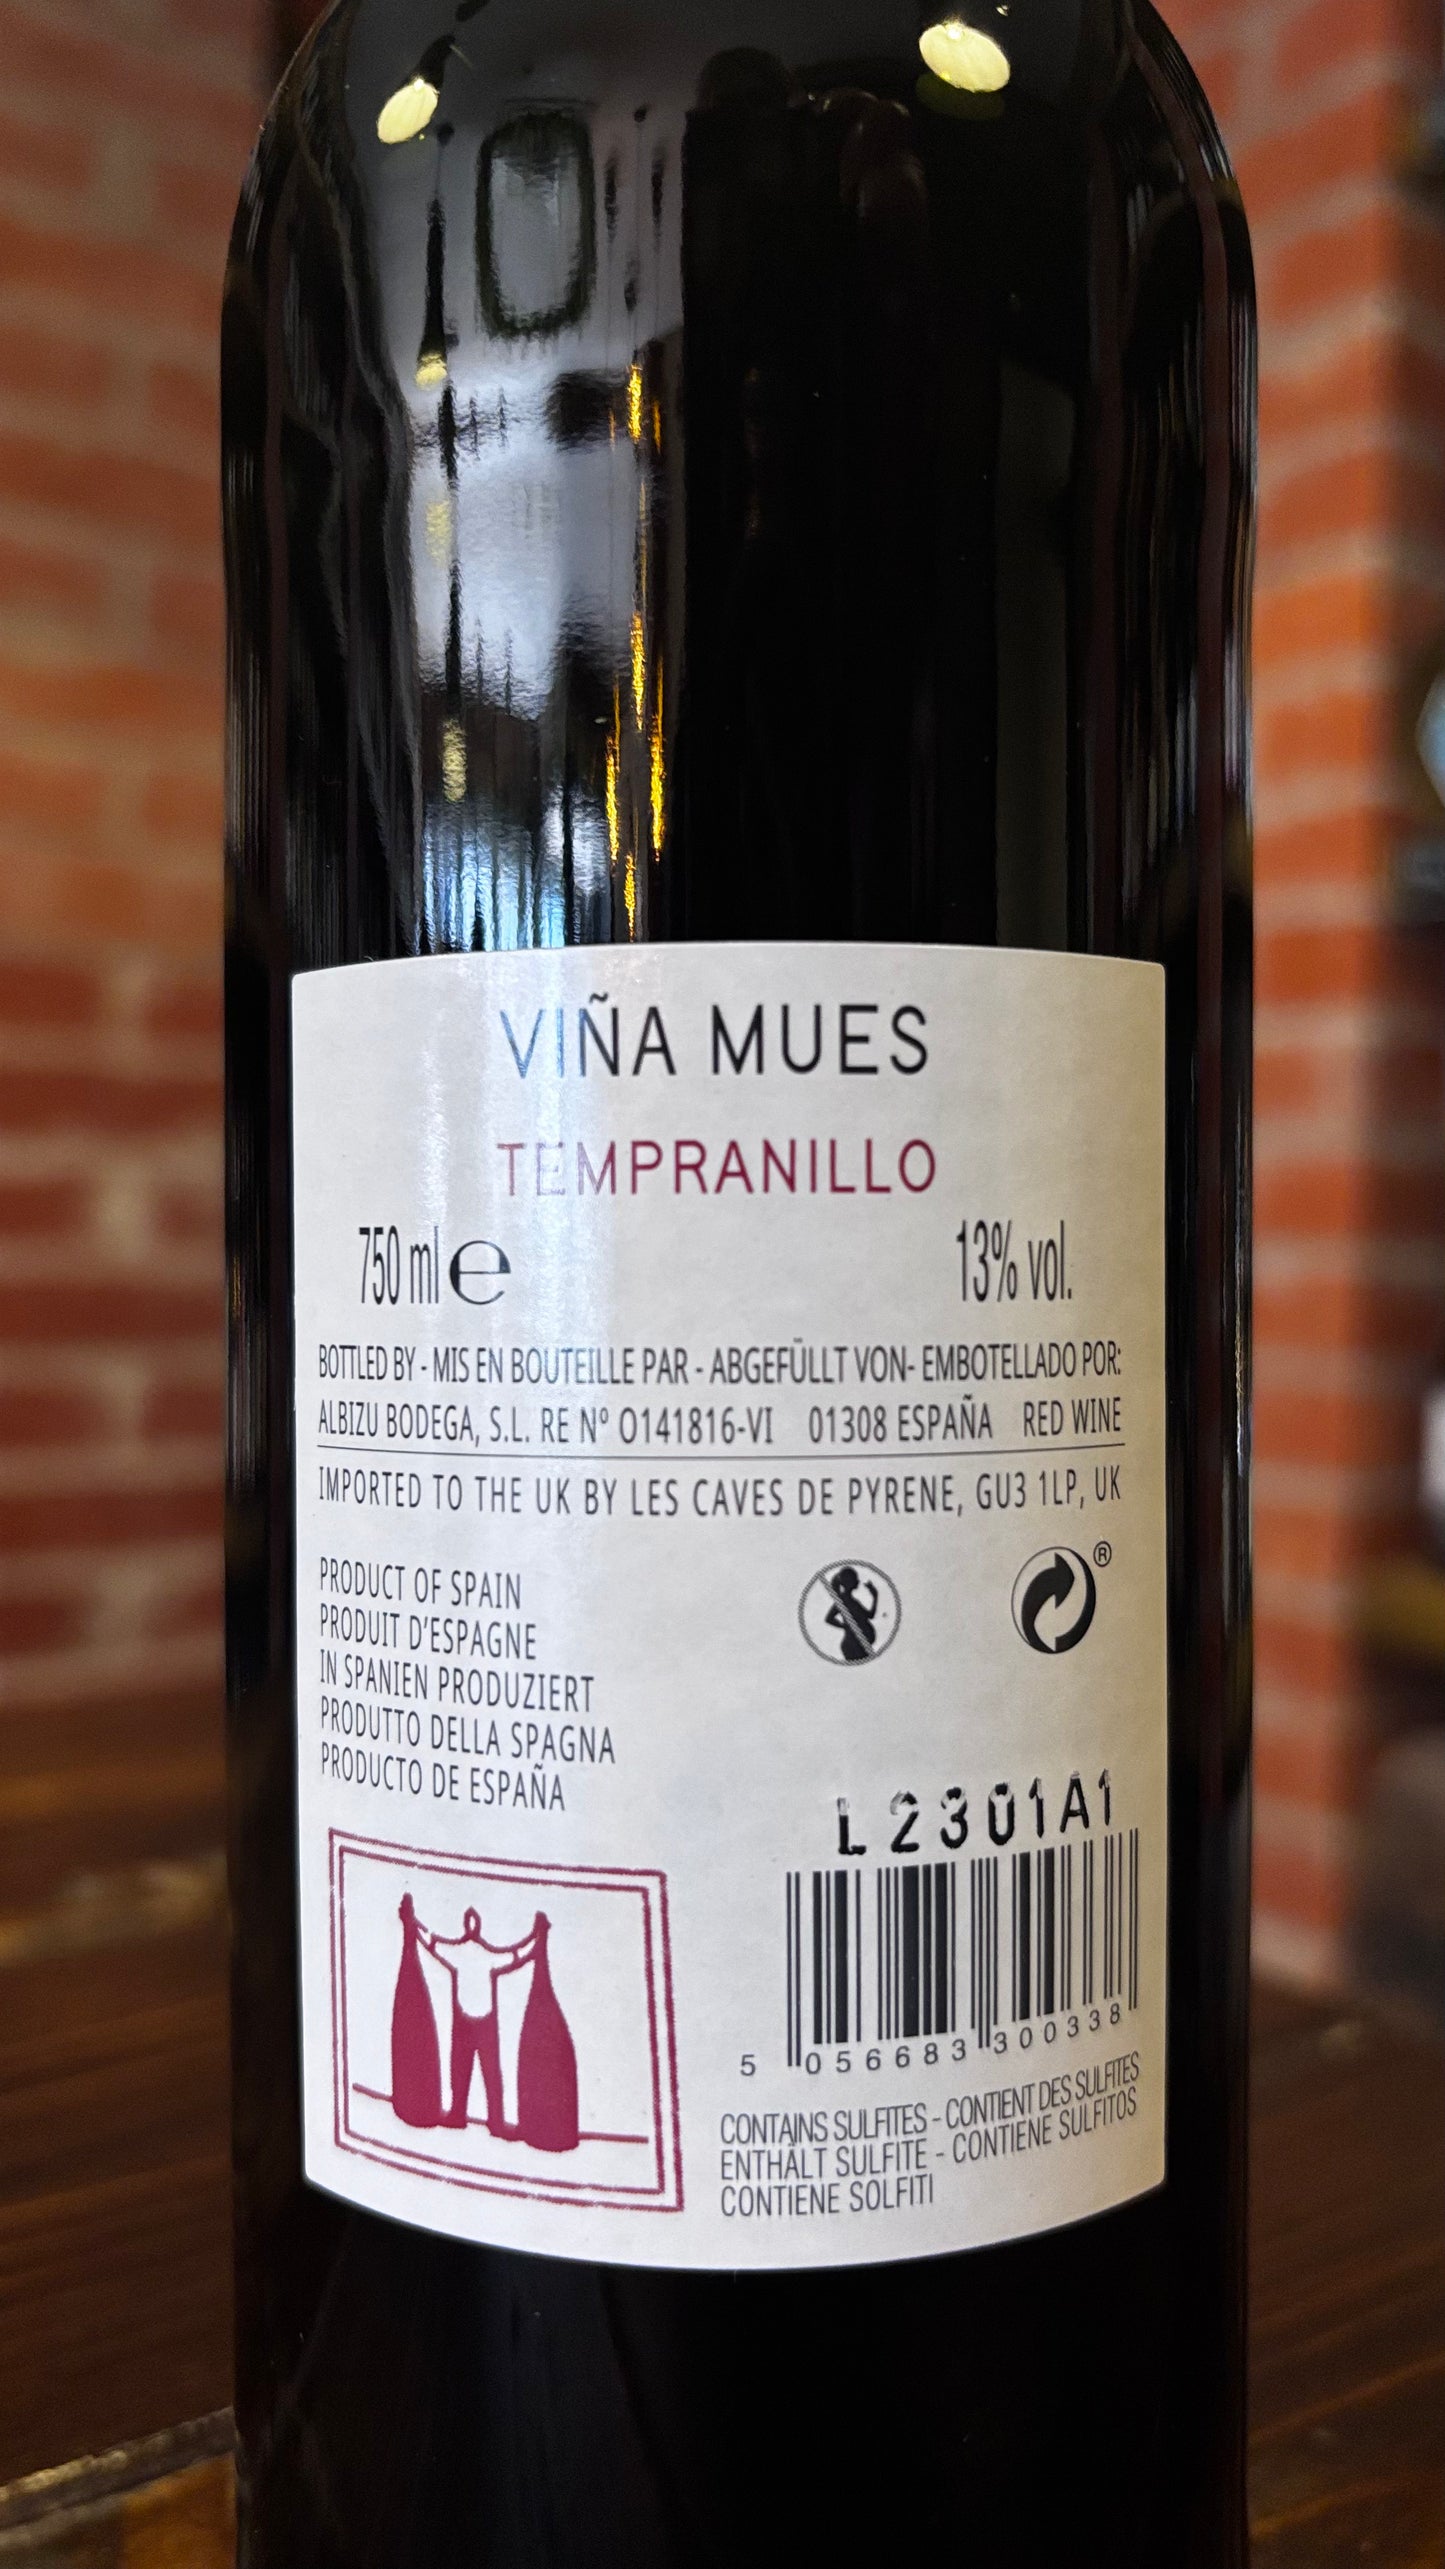 VIÑA MUES
TEMPRANILLO
750 ml e 13% vol.
BOTTLED BY - MIS EN BOUTEILLE PAR - ABGEFÜLLT VON- EMBOTELLADO POR:
ALBIZU BODEGA, S.L. RE Nº O141816-VI 01308 ESPAÑA RED WINE
IMPORTED TO THE UK BY LES CAVES DE PYRENE, GU3 1LP, UK
PRODUCT OF SPAIN
PRODUIT D'ESPAGNE
IN SPANIEN PRODUZIERT
PRODUTTO DELLA SPAGNA
PRODUCTO DE ESPAÑA
®
L2301A1
5 056683 300338
CONTAINS SULFITES - CONTIENT DES SULFITES
ENTHÄLT SULFITE - CONTIENE SULFITOS
CONTIENE SOLFITI